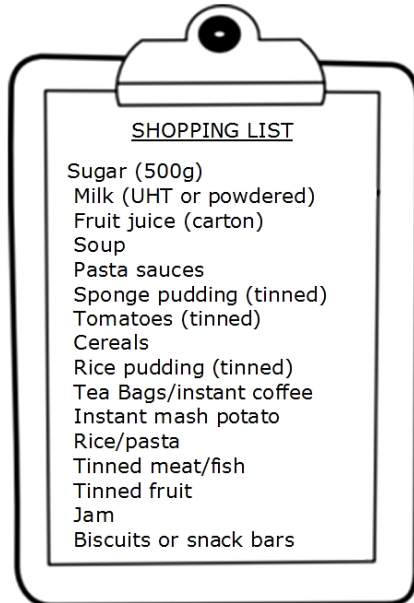 SHOPPING LIST
Sugar (500g)
Milk (UHT or powdered)
Fruit juice (carton)
Soup
Pasta sauces
Sponge pudding (tinned)
Tomatoes (tinned)
Cereals
Rice pudding (tinned)
Tea Bags/instant coffee
Instant mash potato
Rice/pasta
Tinned meat/fish
Tinned fruit
Jam
Biscuits or snack bars